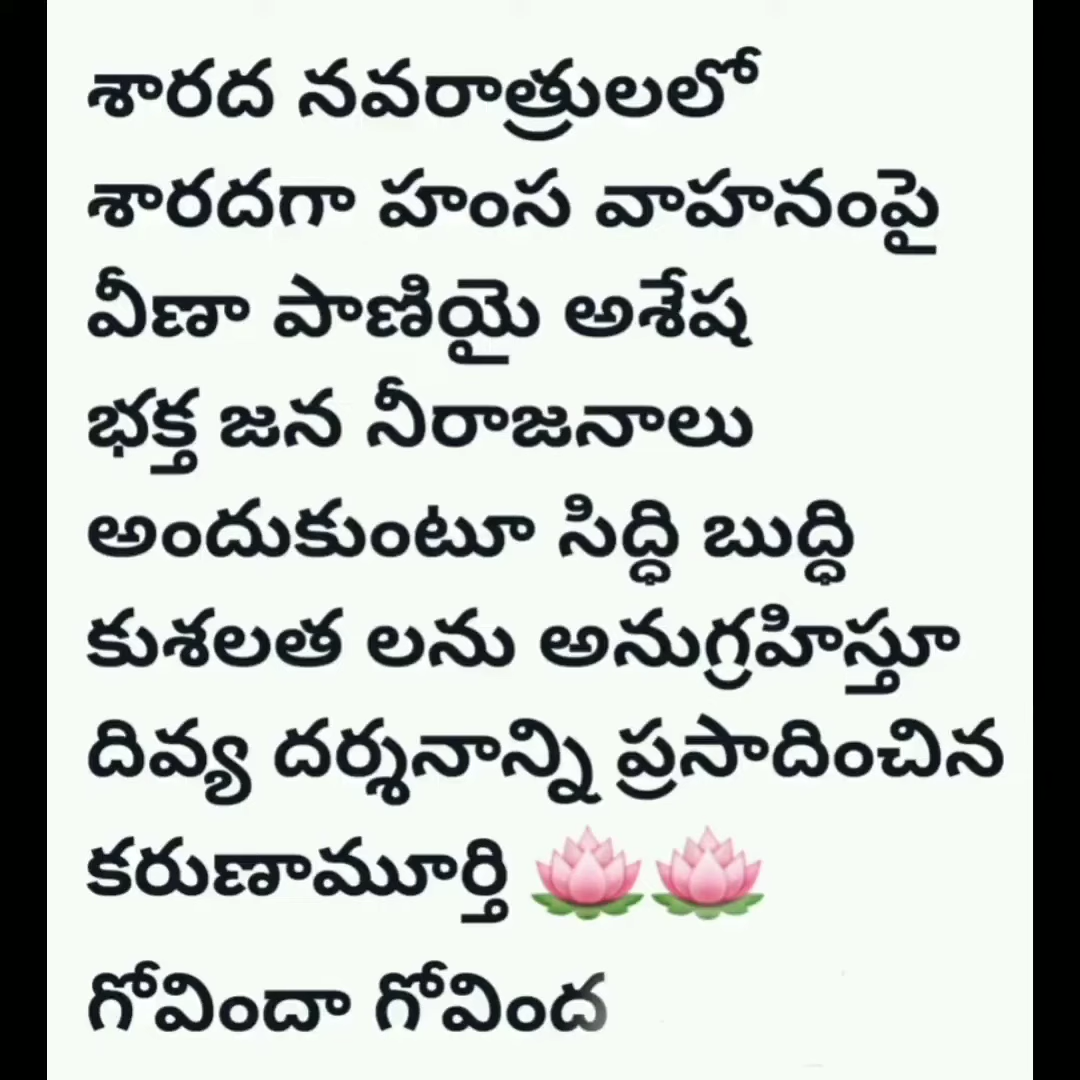 శారద నవరాత్రులలో
శారదగా హంస వాహనంపై
వీణా పాణియై అశేష
భక్త జన నీరాజనాలు
అందుకుంటూ సిద్ధి బుద్ధి
కుశలత లను అనుగ్రహిస్తూ
దివ్య దర్శనాన్ని ప్రసాదించిన
కరుణామూర్తి 🪷🪷
గోవిందా గోవింద